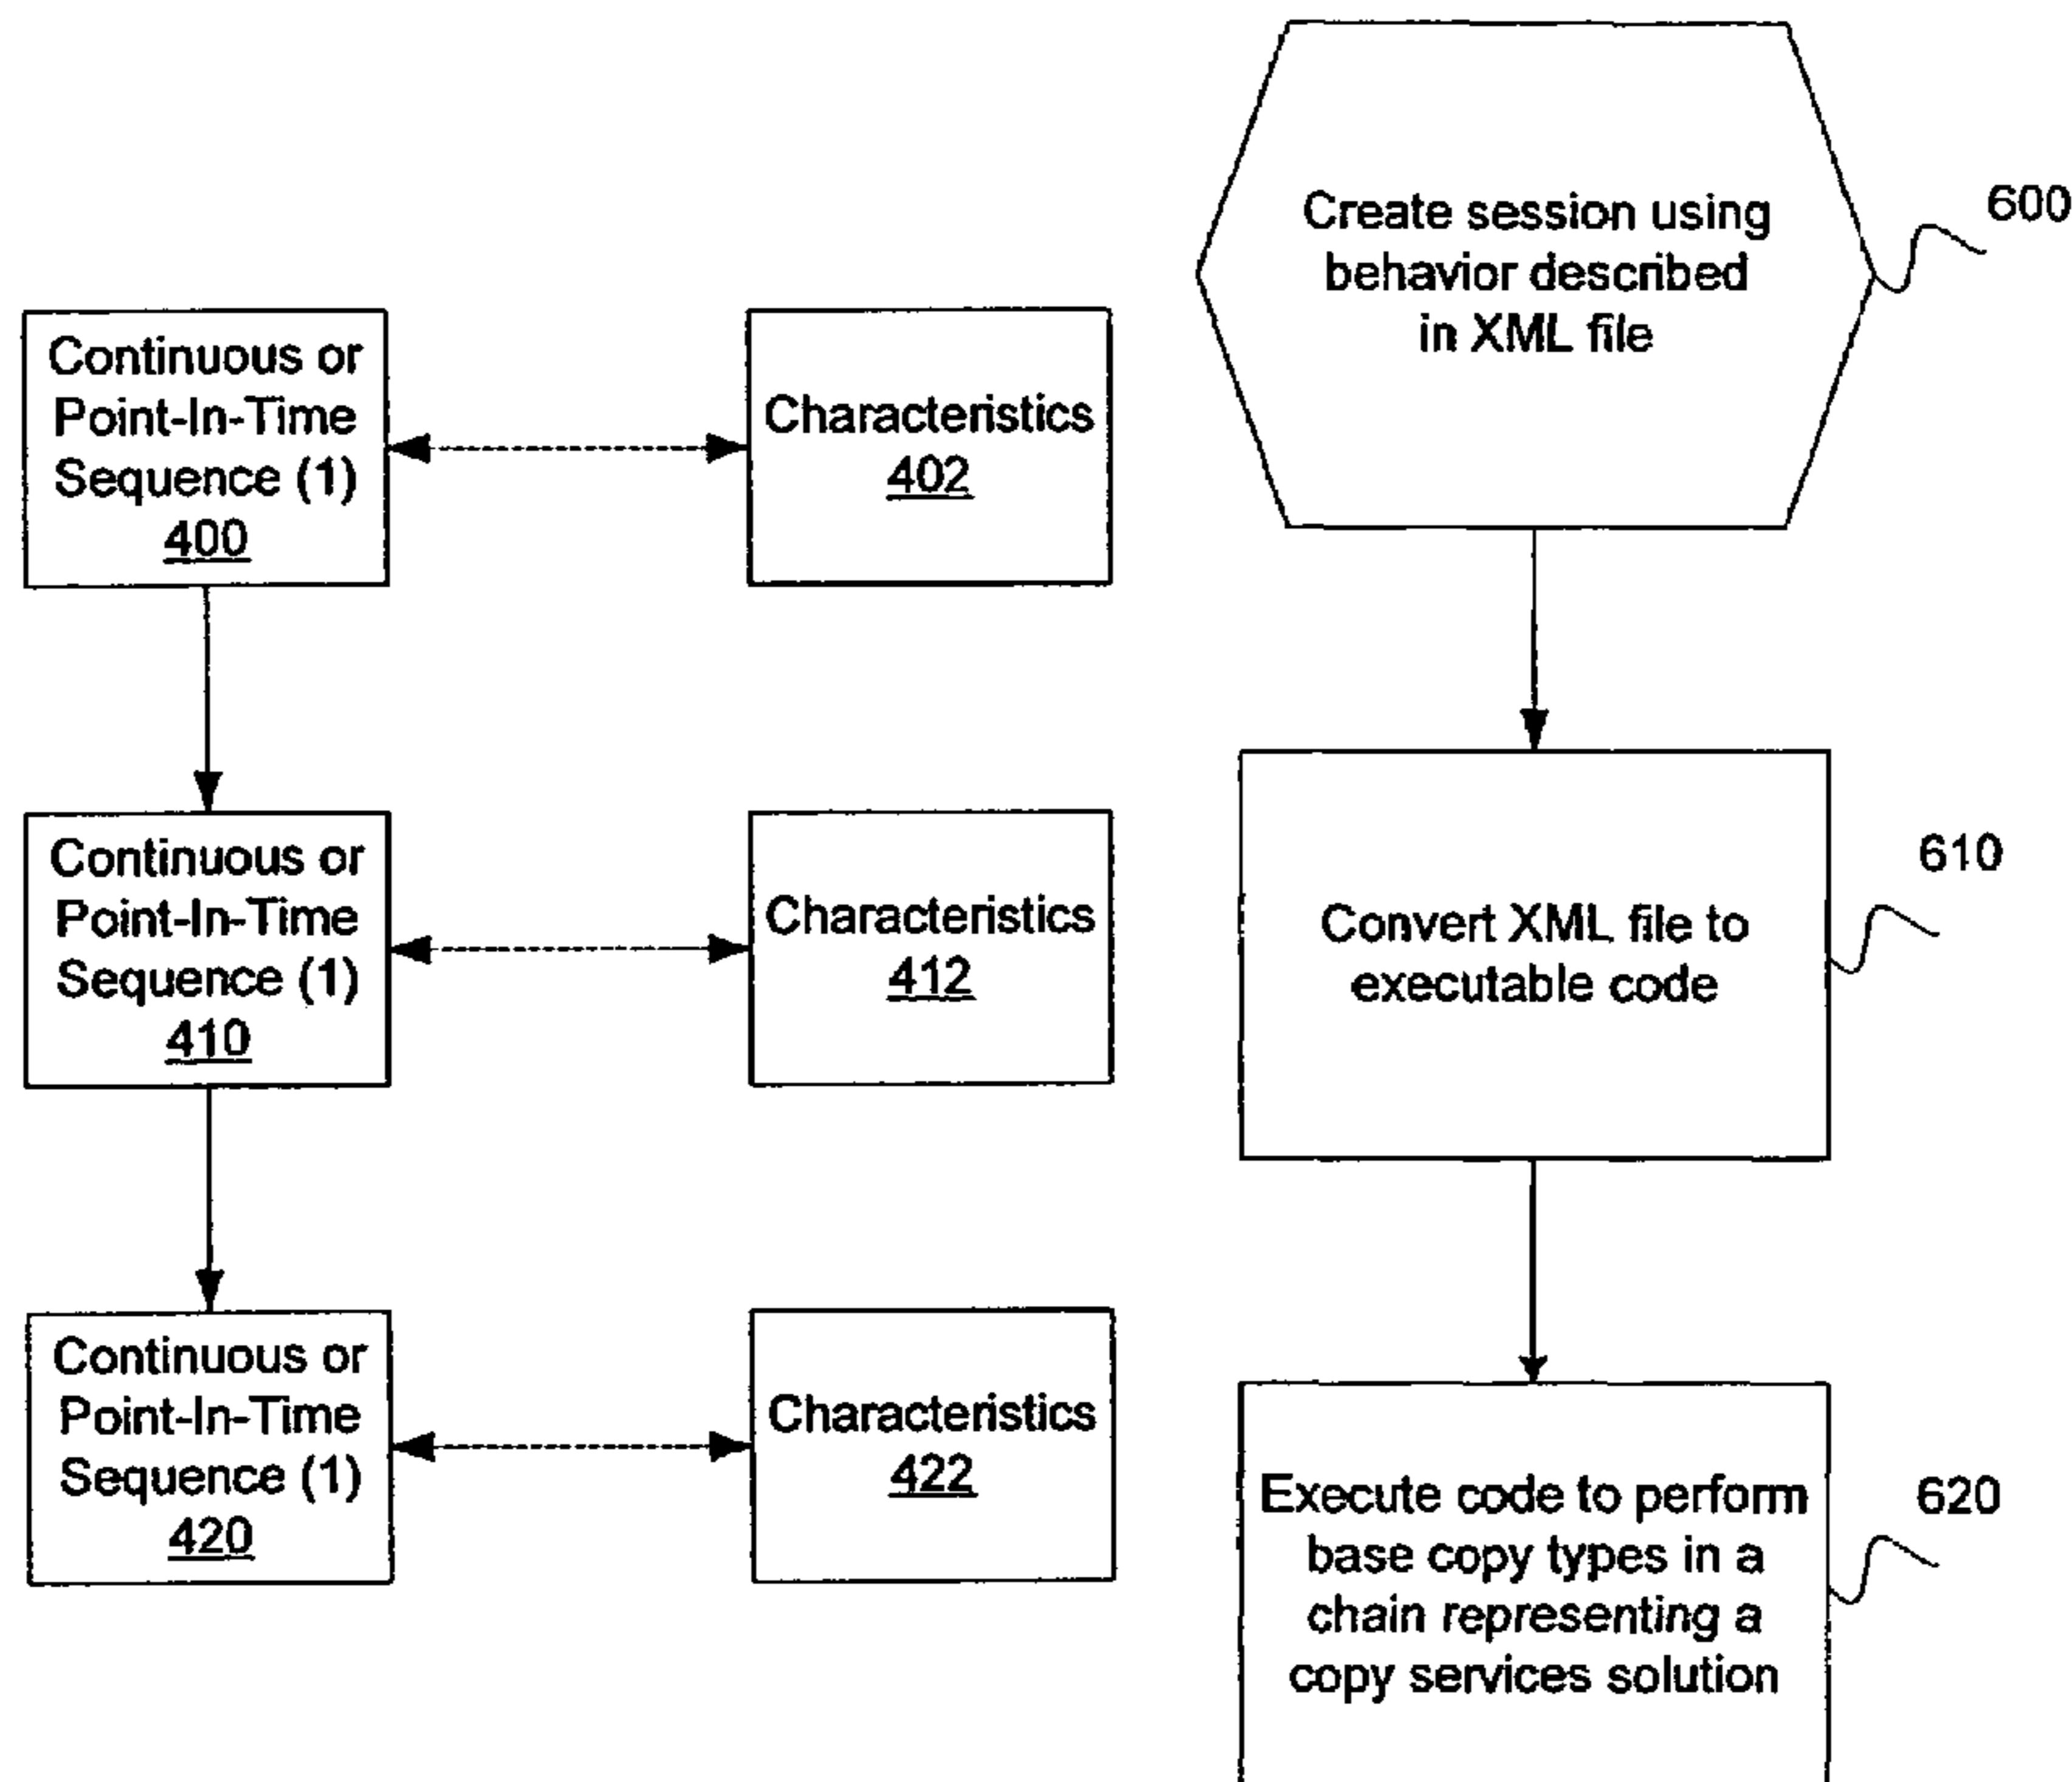 Continuous or
Point-In-Time
Sequence (1)
400
Characteristics
402
Continuous or
Point-In-Time
Sequence (1)
410
Characteristics
412
Continuous or
Point-In-Time
Sequence (1)
420
Characteristics
422
Create session using
behavior described
in XML file
600
Convert XML file to
executable code
610
Execute code to perform
base copy types in a
chain representing a
copy services solution
620